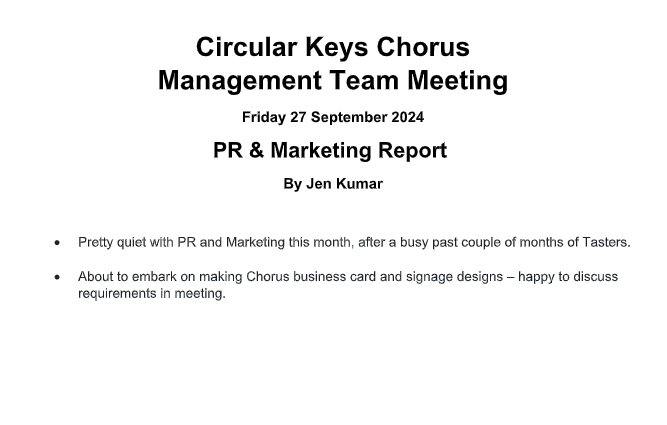 Circular Keys Chorus
Management Team Meeting
Friday 27 September 2024
PR & Marketing Report
By Jen Kumar
• Pretty quiet with PR and Marketing this month, after a busy past couple of months of Tasters.
• About to embark on making Chorus business card and signage designs – happy to discuss
requirements in meeting.